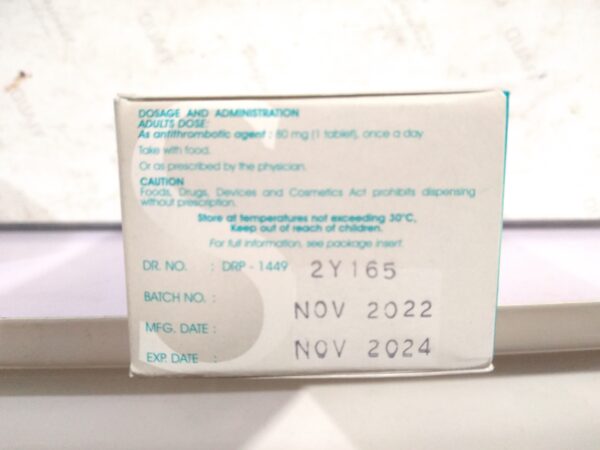 DOSAGE AND ADMINISTRATION
ADULTS DOSE:
As antithrombotic agent : 80 mg (1 tablet), once a day
Take with food.
Or as prescribed by the physician.
CAUTION
Foods, Drugs, Devices and Cosmetics Act prohibits dispensing
without prescription.
Store at temperatures not exceeding 30°C,
Keep out of reach of children.
For full information, see package insert.
DR. NO. : DRP - 1449
2Y165
BATCH NO. :
NOV 2022
MFG. DATE :
NOV 2024
EXP. DATE :